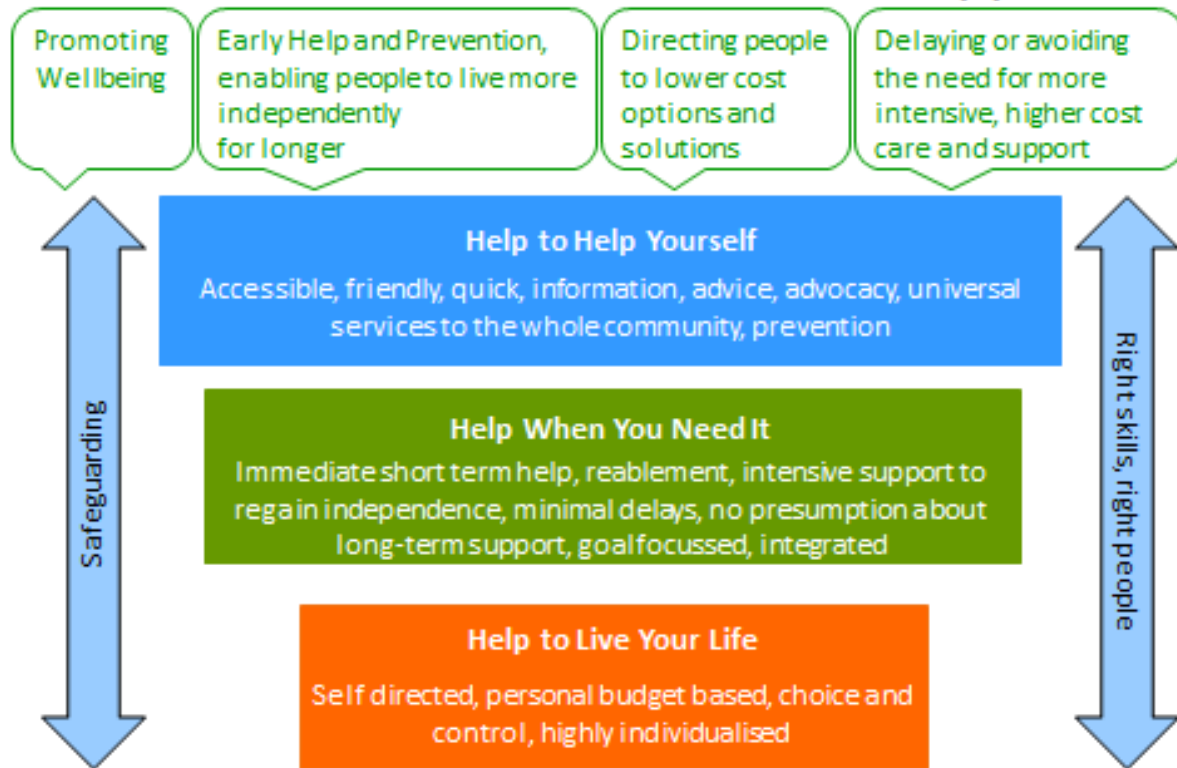 Promoting
Wellbeing
Early Help and Prevention,
enabling people to live more
independently
for longer
Directing people
to lower cost
options and
solutions
Delaying or avoiding
the need for more
intensive, higher cost
care and support
Help to Help Yourself
Accessible, friendly, quick, information, advice, advocacy, universal
services to the whole community, prevention
Safeguarding
Right skills, right people
Help When You Need It
Immediate short term help, reablement, intensive support to
regain independence, minimal delays, no presumption about
long-term support, goal focussed, integrated
Help to Live Your Life
Self directed, personal budget based, choice and
control, highly individualised